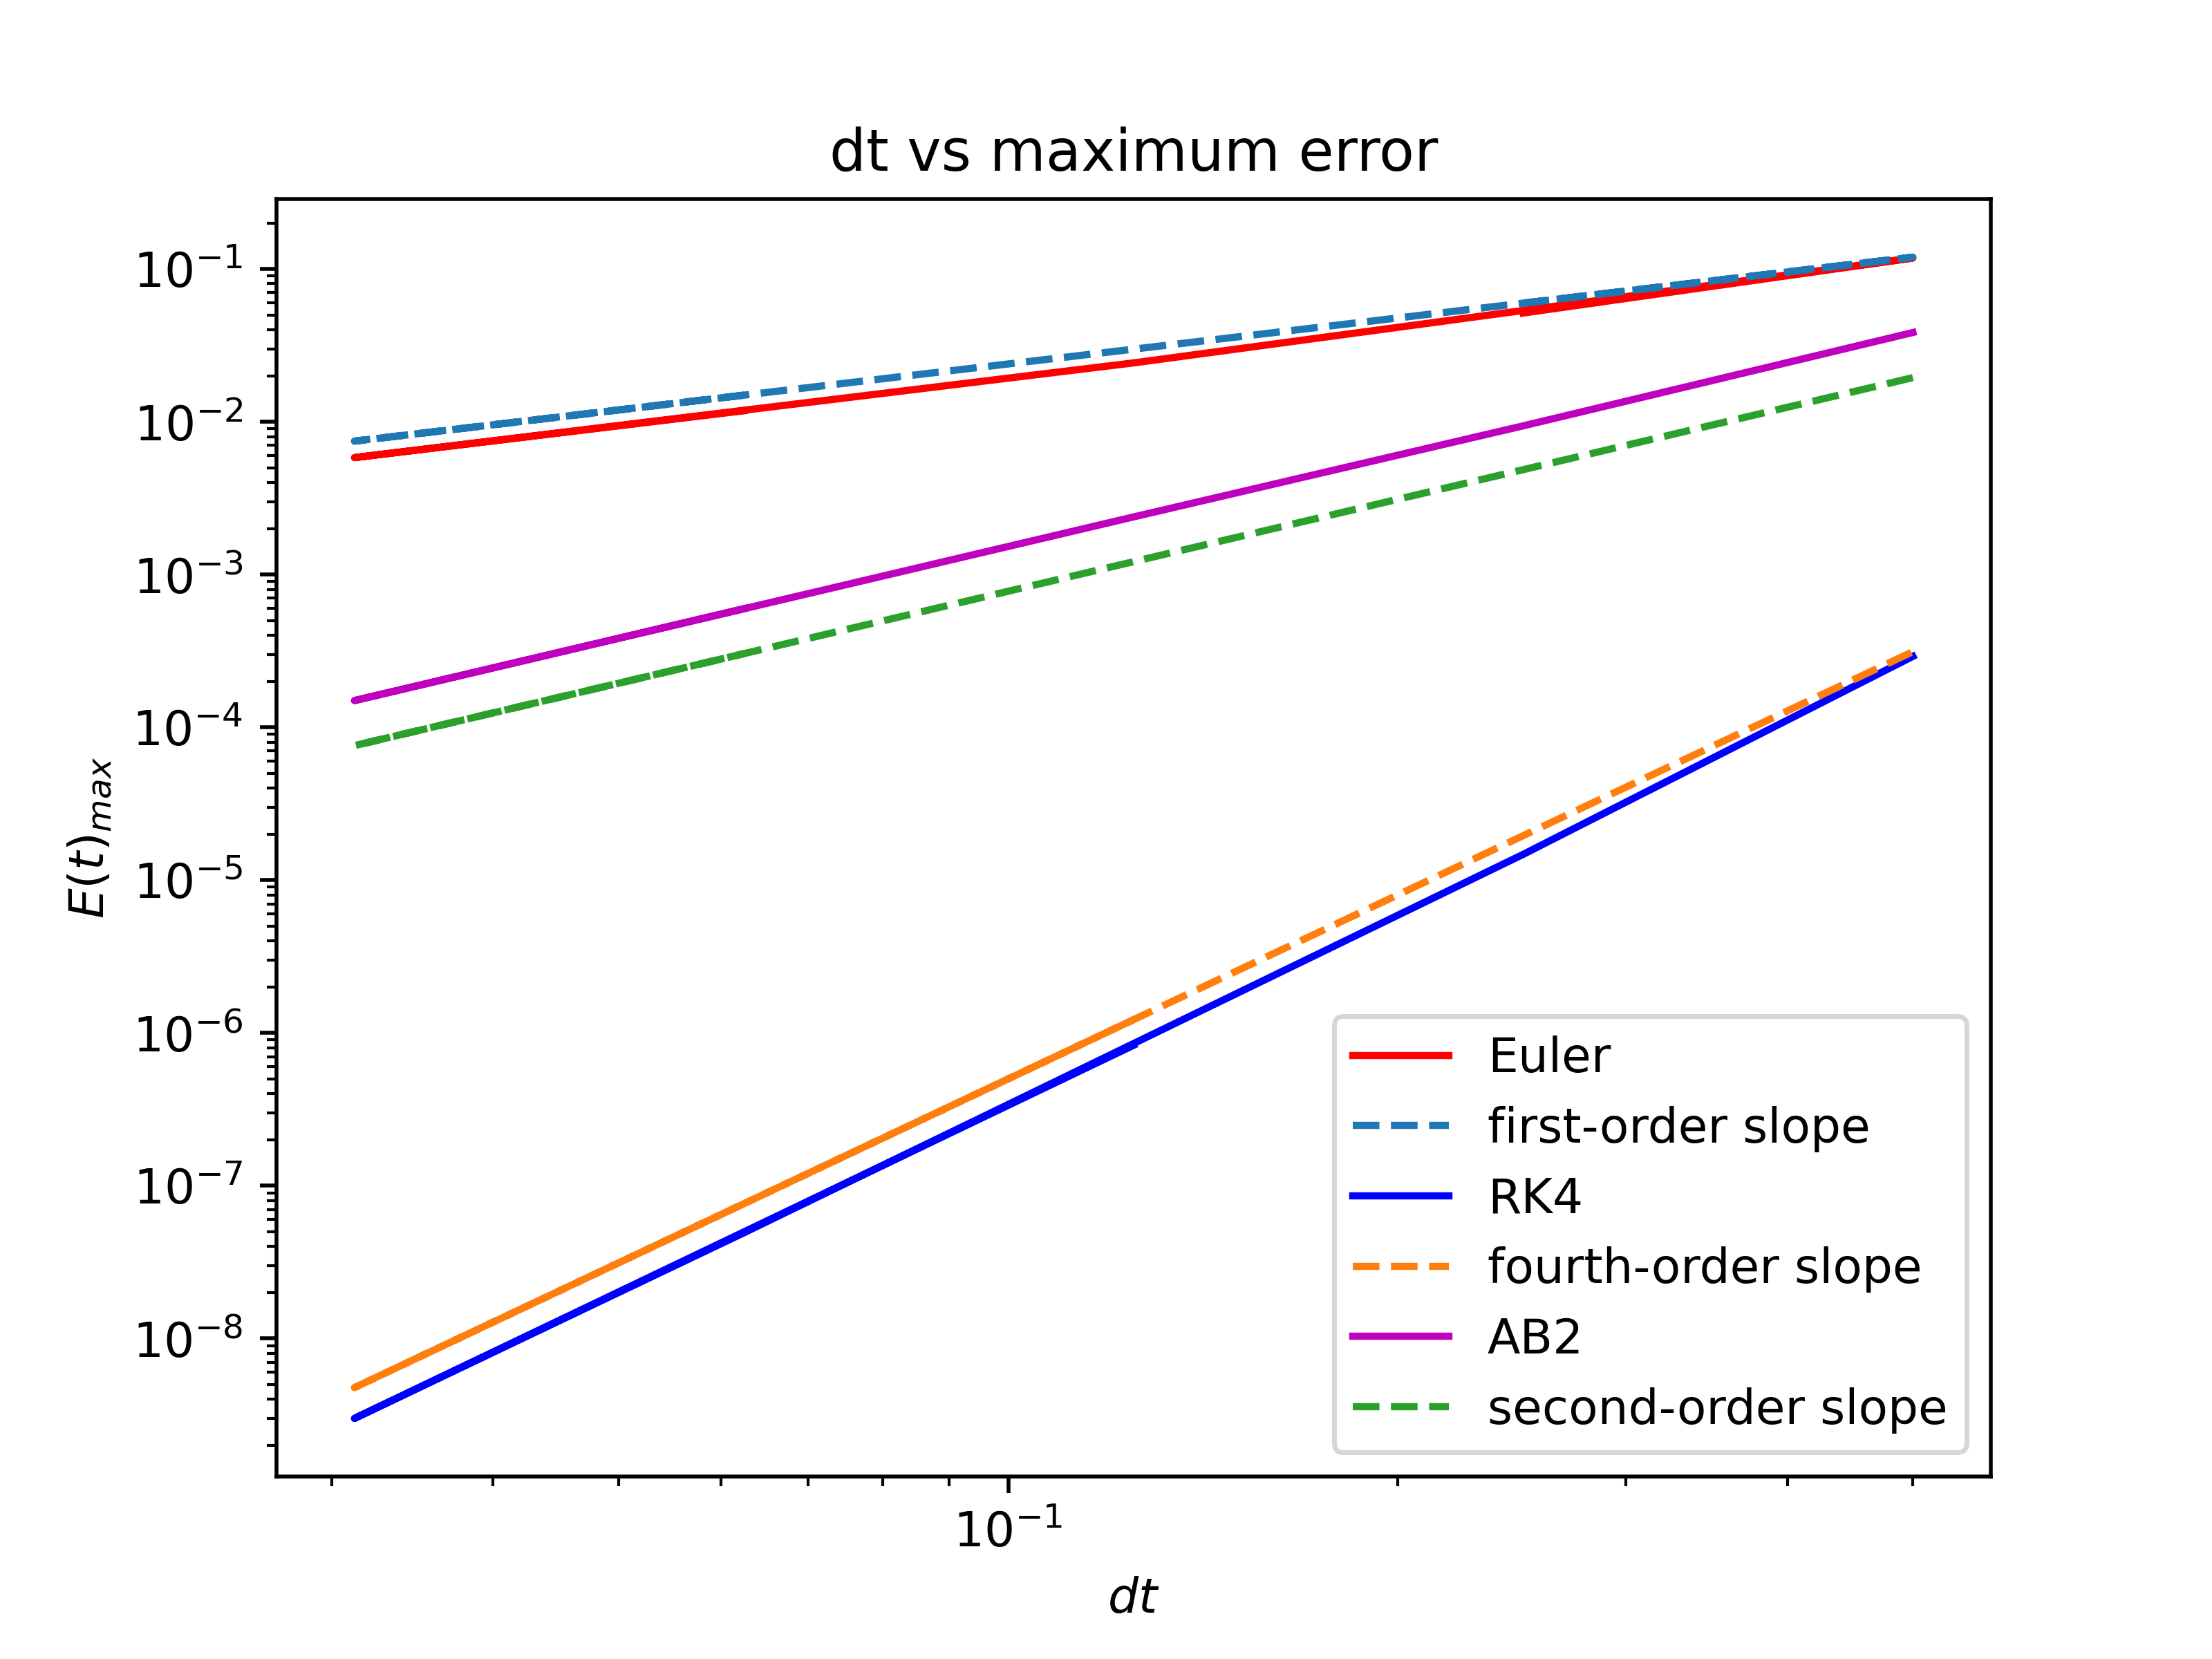 dt vs maximum error
10⁻¹
10⁻²
10⁻³
10⁻⁴
10⁻⁵
10⁻⁶
10⁻⁷
10⁻⁸
E(t)ₘₐₓ
Euler
first-order slope
RK4
fourth-order slope
AB2
second-order slope
10⁻¹
dt